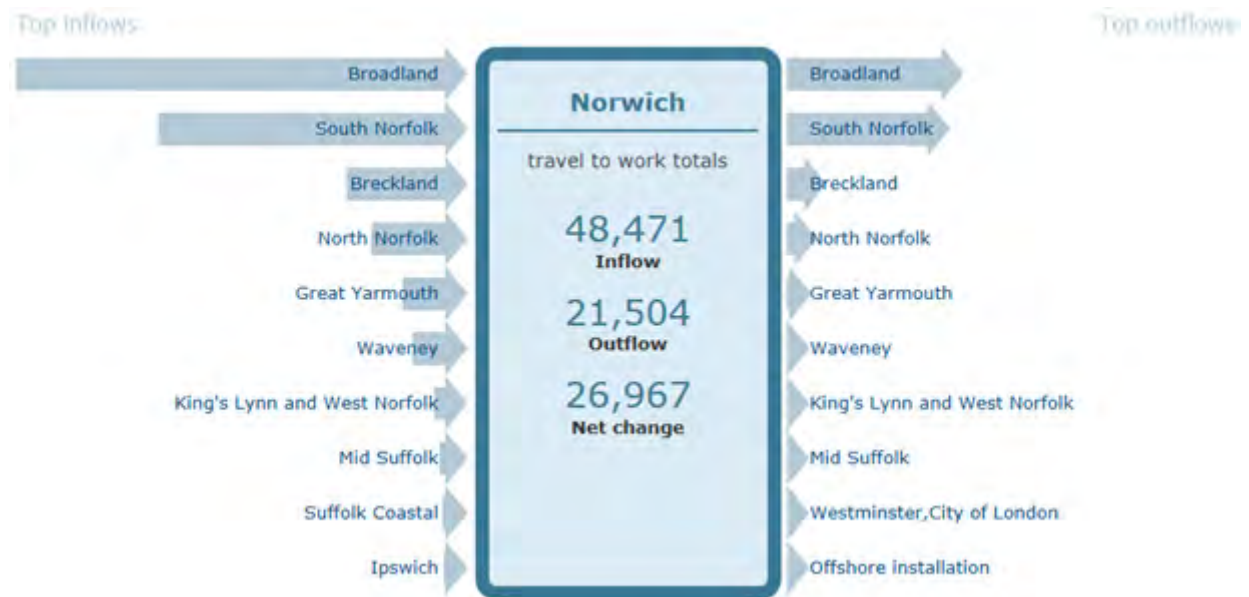 Top inflows
Top outflows
Broadland
South Norfolk
Breckland
North Norfolk
Great Yarmouth
Waveney
King's Lynn and West Norfolk
Mid Suffolk
Suffolk Coastal
Ipswich
Norwich
travel to work totals
48,471
Inflow
21,504
Outflow
26,967
Net change
Broadland
South Norfolk
Breckland
North Norfolk
Great Yarmouth
Waveney
King's Lynn and West Norfolk
Mid Suffolk
Westminster,City of London
Offshore installation